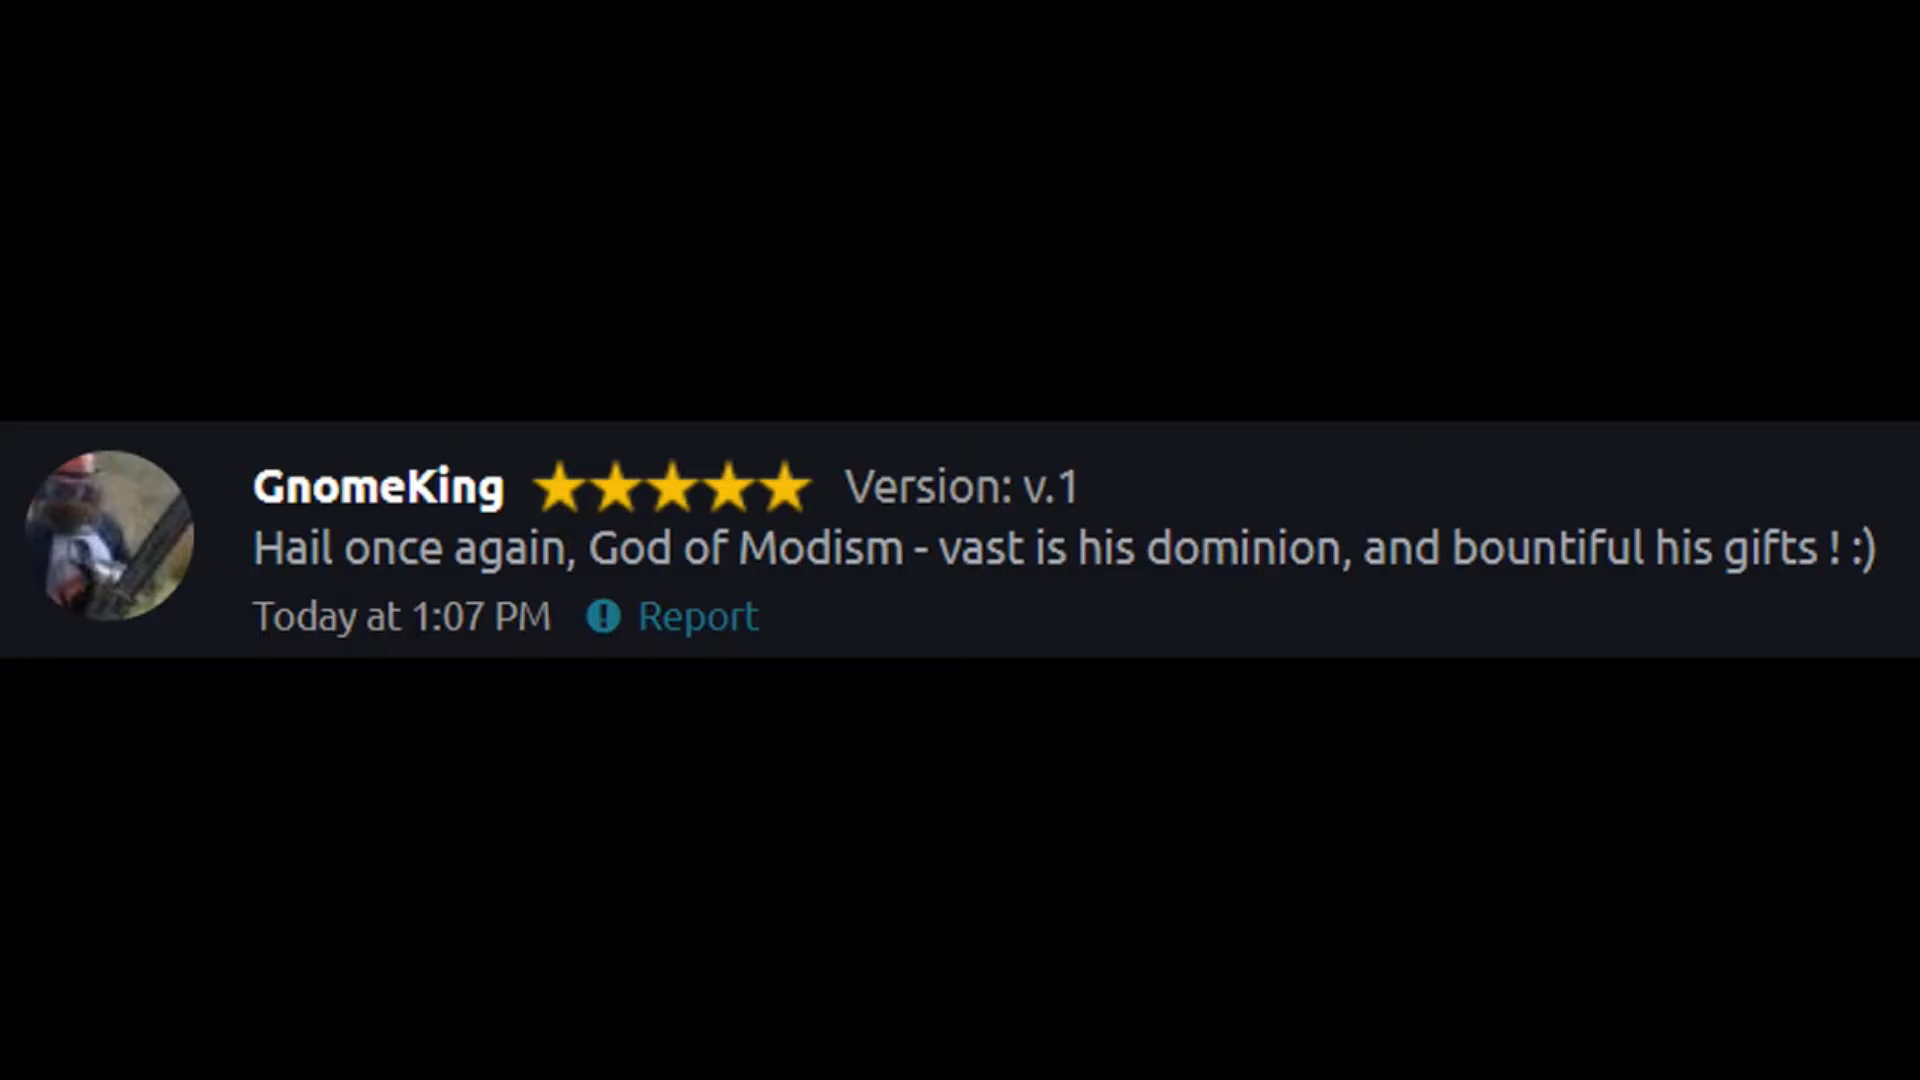 GnomeKing ★★★★★ Version: v.1
Hail once again, God of Modism - vast is his dominion, and bountiful his gifts ! :)
Today at 1:07 PM Report